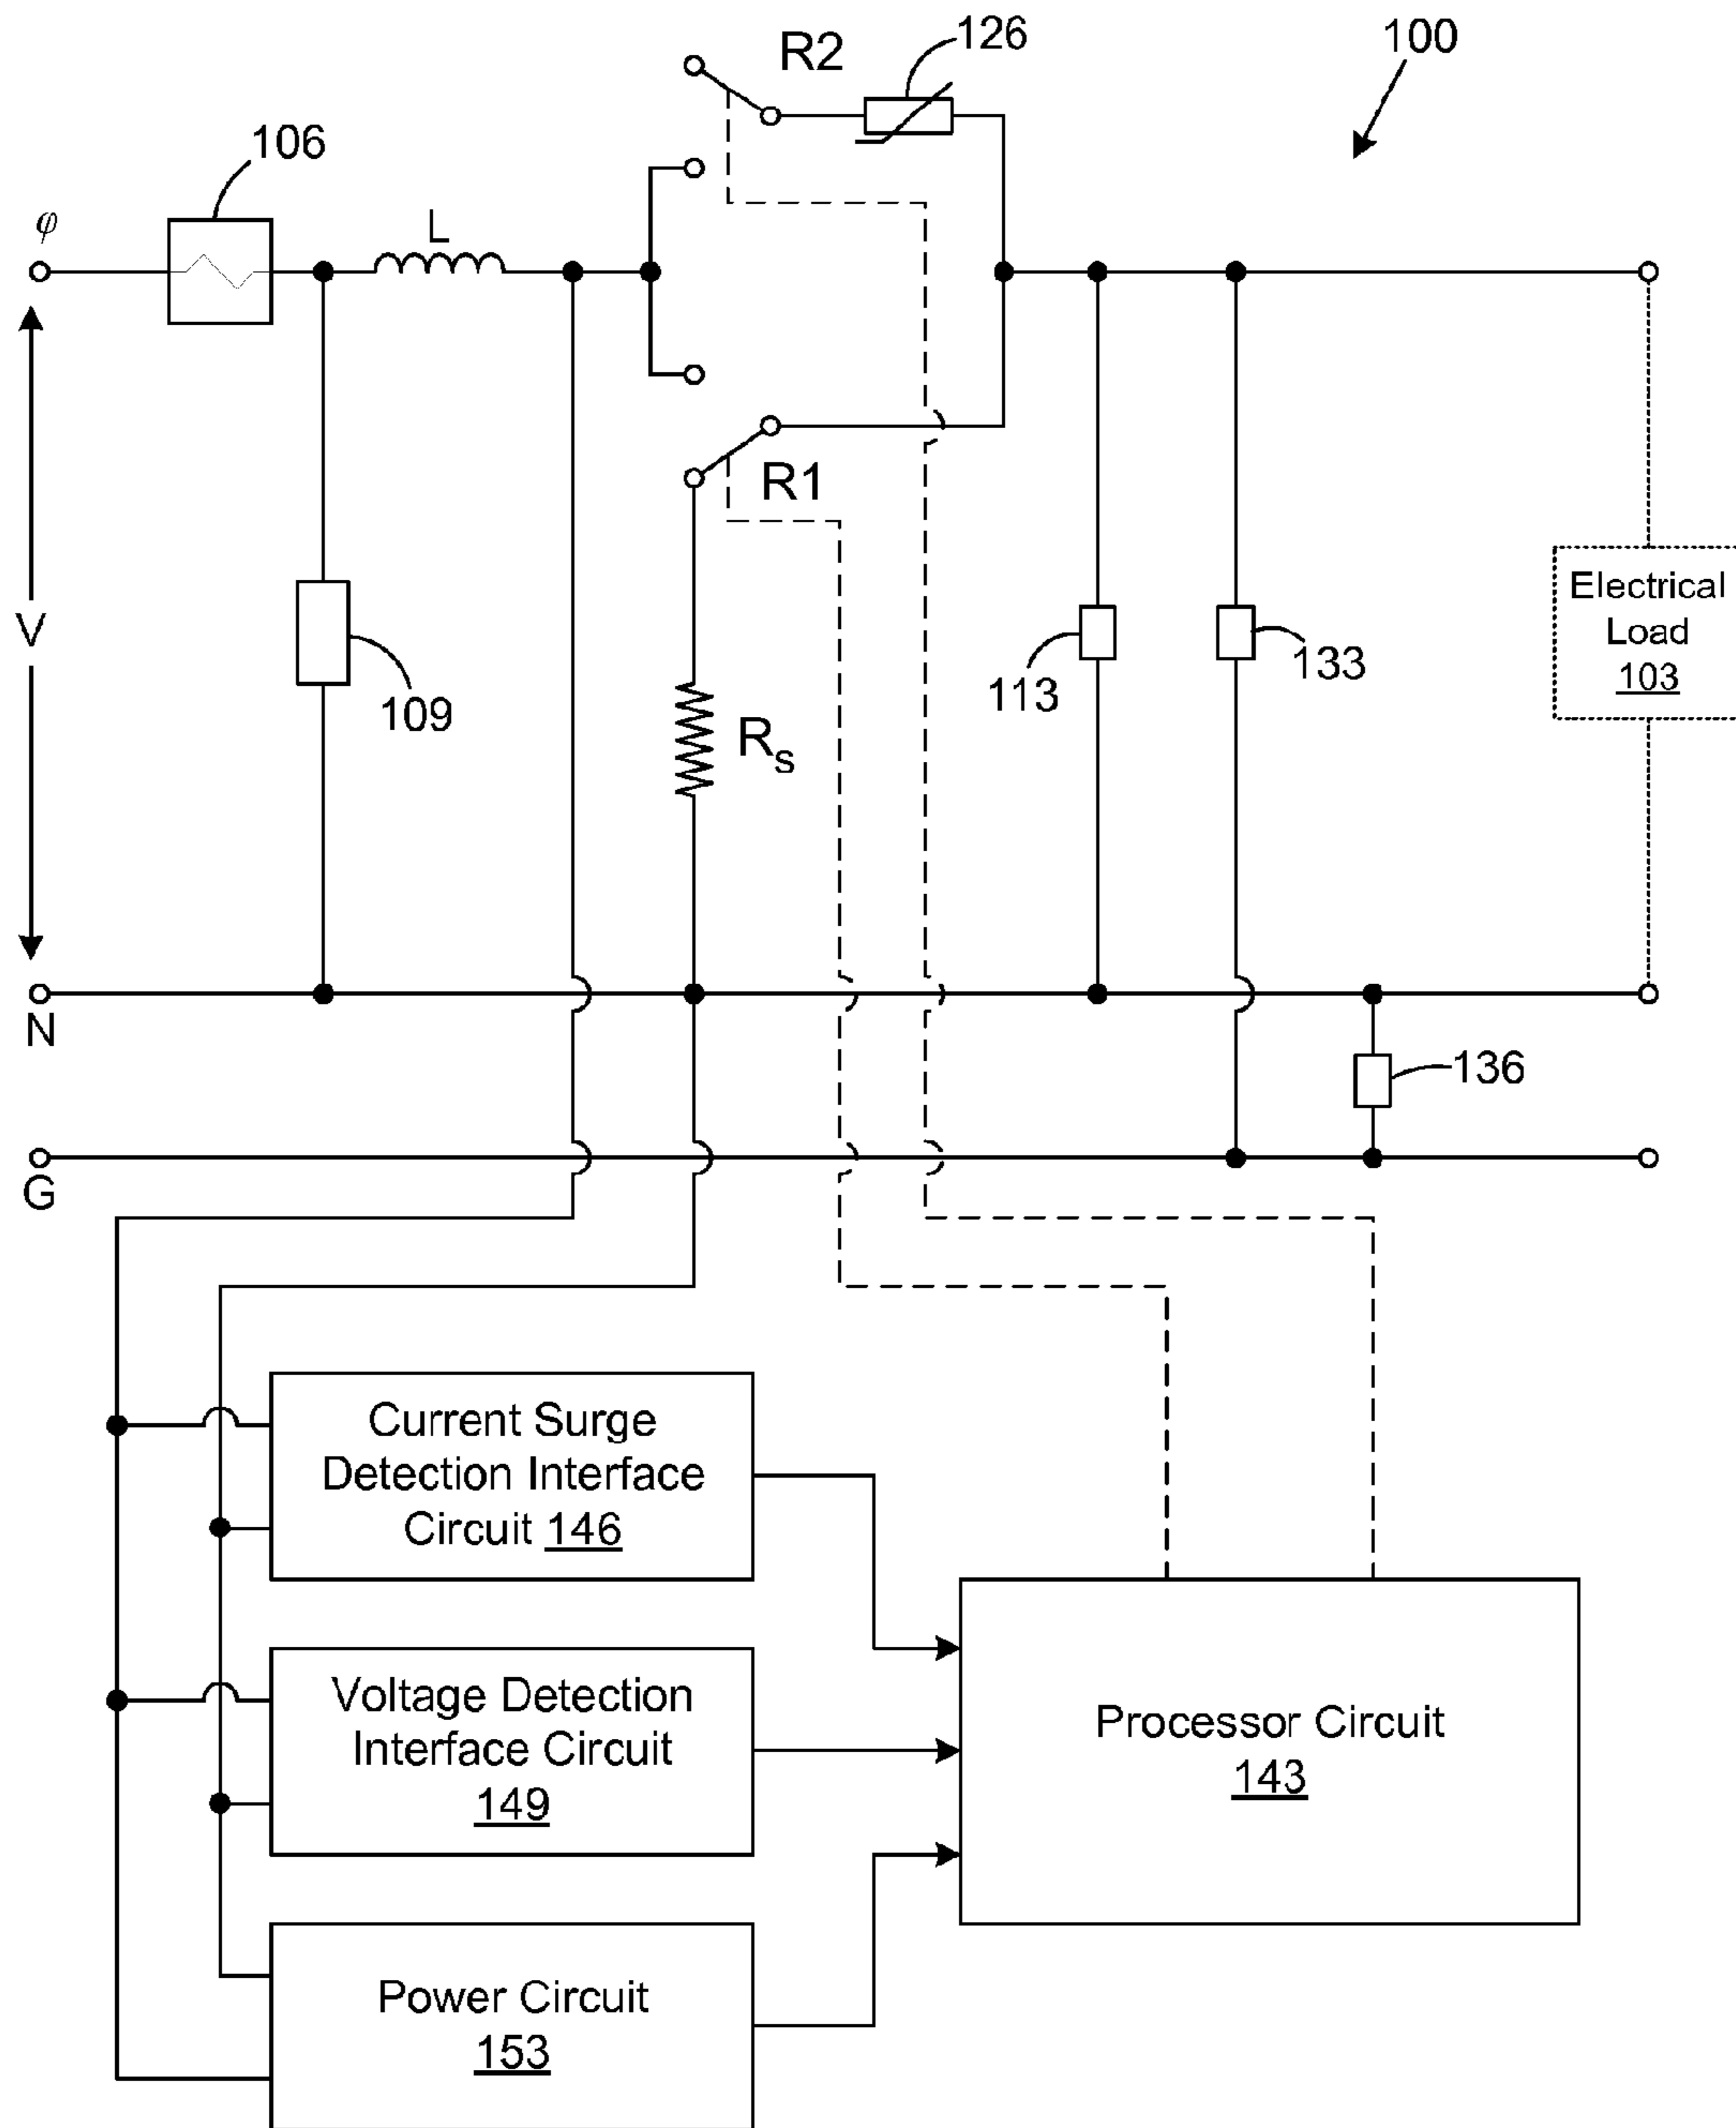 126
R2
100
106
φ
L
R1
Electrical
Load
103
V
133
113
109
Rs
N
136
G
Current Surge
Detection Interface
Circuit 146
Voltage Detection
Interface Circuit
149
Processor Circuit
143
Power Circuit
153